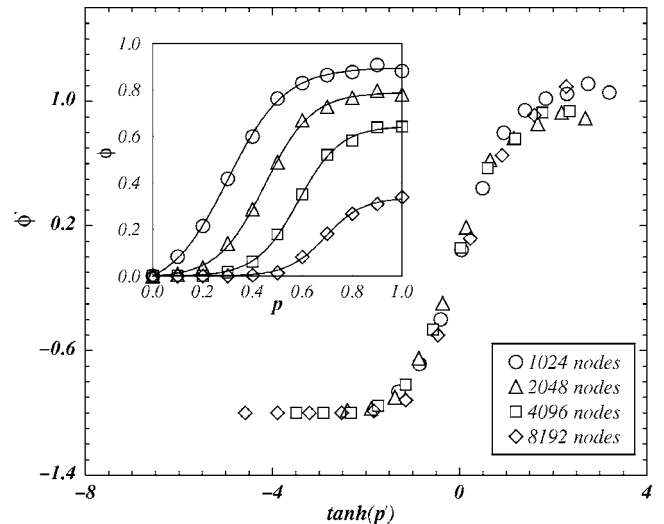 1.0
0.8
0.6
0.4
0.2
0.0
ϕ
0.0 0.2 0.4 0.6 0.8 1.0
p
1.0
0.2
−0.6
−1.4
ϕ'
1024 nodes
2048 nodes
4096 nodes
8192 nodes
−8 −4 0 4
tanh(p')